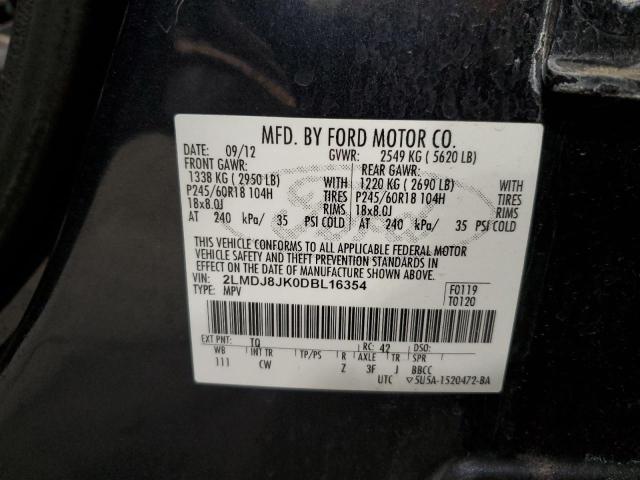 MFD. BY FORD MOTOR CO.
DATE: 09/12 GVWR: 2549 KG ( 5620 LB)
FRONT GAWR: REAR GAWR:
1338 KG ( 2950 LB) WITH 1220 KG ( 2690 LB) WITH
P245/60R18 104H TIRES P245/60R18 104H TIRES
18x8.0J RIMS 18x8.0J RIMS
AT 240 kPa/ 35 PSI COLD AT 240 kPa/ 35 PSI COLD
THIS VEHICLE CONFORMS TO ALL APPLICABLE FEDERAL MOTOR
VEHICLE SAFETY AND THEFT PREVENTION STANDARDS IN
EFFECT ON THE DATE OF MANUFACTURE SHOWN ABOVE.
VIN: 2LMDJ8JK0DBL16354 F0119
TYPE: MPV T0120
EXT PNT: TQ RC: 42 DSO:
WB INT TR TP/PS R AXLE TR SPR
111 CW Z 3F J BBCC
UTC ▽5U5A-1520472-BA